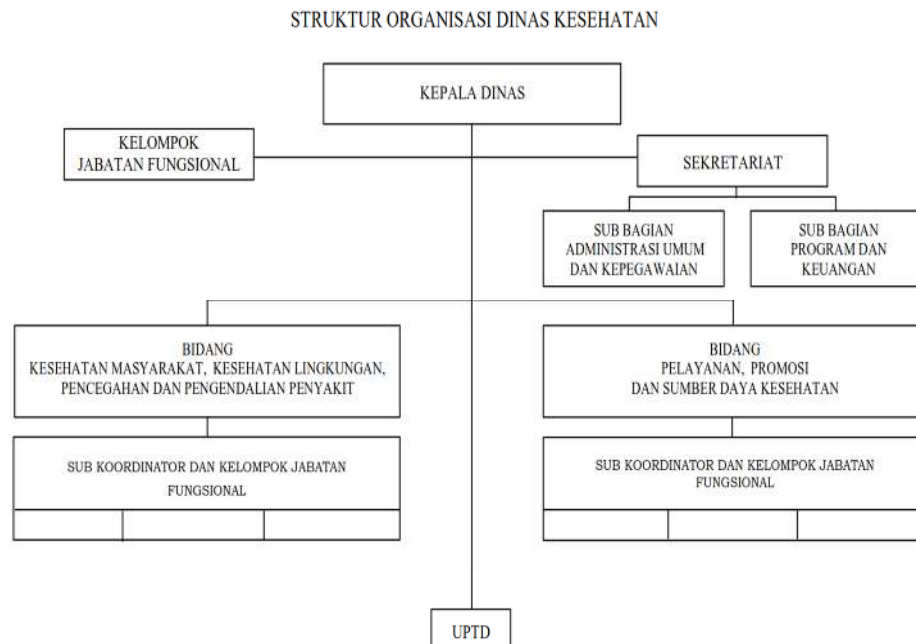 STRUKTUR ORGANISASI DINAS KESEHATAN
KEPALA DINAS
KELOMPOK
JABATAN FUNGSIONAL
SEKRETARIAT
SUB BAGIAN
ADMINISTRASI UMUM
DAN KEPEGAWAIAN
SUB BAGIAN
PROGRAM DAN
KEUANGAN
BIDANG
KESEHATAN MASYARAKAT, KESEHATAN LINGKUNGAN,
PENCEGAHAN DAN PENGENDALIAN PENYAKIT
BIDANG
PELAYANAN, PROMOSI
DAN SUMBER DAYA KESEHATAN
SUB KOORDINATOR DAN KELOMPOK JABATAN
FUNGSIONAL
SUB KOORDINATOR DAN KELOMPOK JABATAN
FUNGSIONAL
UPTD